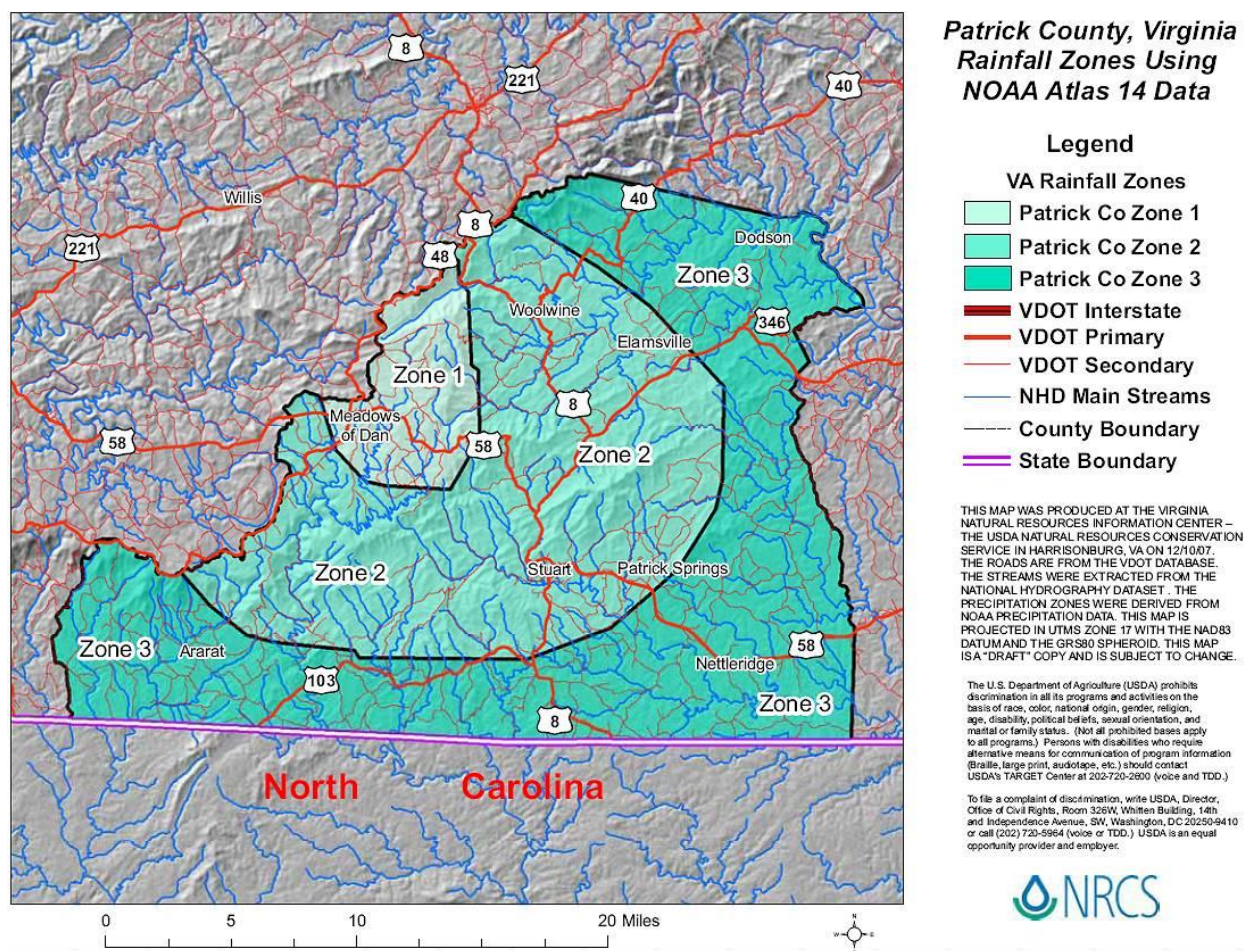 Patrick County, Virginia
Rainfall Zones Using
NOAA Atlas 14 Data
Legend
VA Rainfall Zones
Patrick Co Zone 1
Patrick Co Zone 2
Patrick Co Zone 3
VDOT Interstate
VDOT Primary
VDOT Secondary
NHD Main Streams
County Boundary
State Boundary
THIS MAP WAS PRODUCED AT THE VIRGINIA
NATURAL RESOURCES INFORMATION CENTER –
THE USDA NATURAL RESOURCES CONSERVATION
SERVICE IN HARRISONBURG, VA ON 12/10/07.
THE ROADS ARE FROM THE VDOT DATABASE.
THE STREAMS WERE EXTRACTED FROM THE
NATIONAL HYDROGRAPHY DATASET . THE
PRECIPITATION ZONES WERE DERIVED FROM
NOAA PRECIPITATION DATA. THIS MAP IS
PROJECTED IN UTMS ZONE 17 WITH THE NAD83
DATUM AND THE GRS80 SPHEROID. THIS MAP
IS A "DRAFT" COPY AND IS SUBJECT TO CHANGE.
The U.S. Department of Agriculture (USDA) prohibits
discrimination in all its programs and activities on the
basis of race, color, national origin, gender, religion,
age, disability, political beliefs, sexual orientation, and
marital or family status. (Not all prohibited bases apply
to all programs.) Persons with disabilities who require
alternative means for communication of program information
(Braille, large print, audiotape, etc.) should contact
USDA's TARGET Center at 202-720-2600 (voice and TDD.)
To file a complaint of discrimination, write USDA, Director,
Office of Civil Rights, Room 326W, Whitten Building, 14th
and Independence Avenue, SW, Washington, DC 20250-9410
or call (202) 720-5964 (voice or TDD.) USDA is an equal
opportunity provider and employer.
NRCS
8
221
40
Willis
40
8
221
48
Dodson
Zone 3
Woolwine
346
Elamsville
Zone 1
8
Meadows
of Dan
58
58
Zone 2
Stuart
Patrick Springs
Zone 2
Zone 3
Ararat
58
Nettleridge
103
Zone 3
8
North Carolina
0 5 10 20 Miles
N
W
E
S